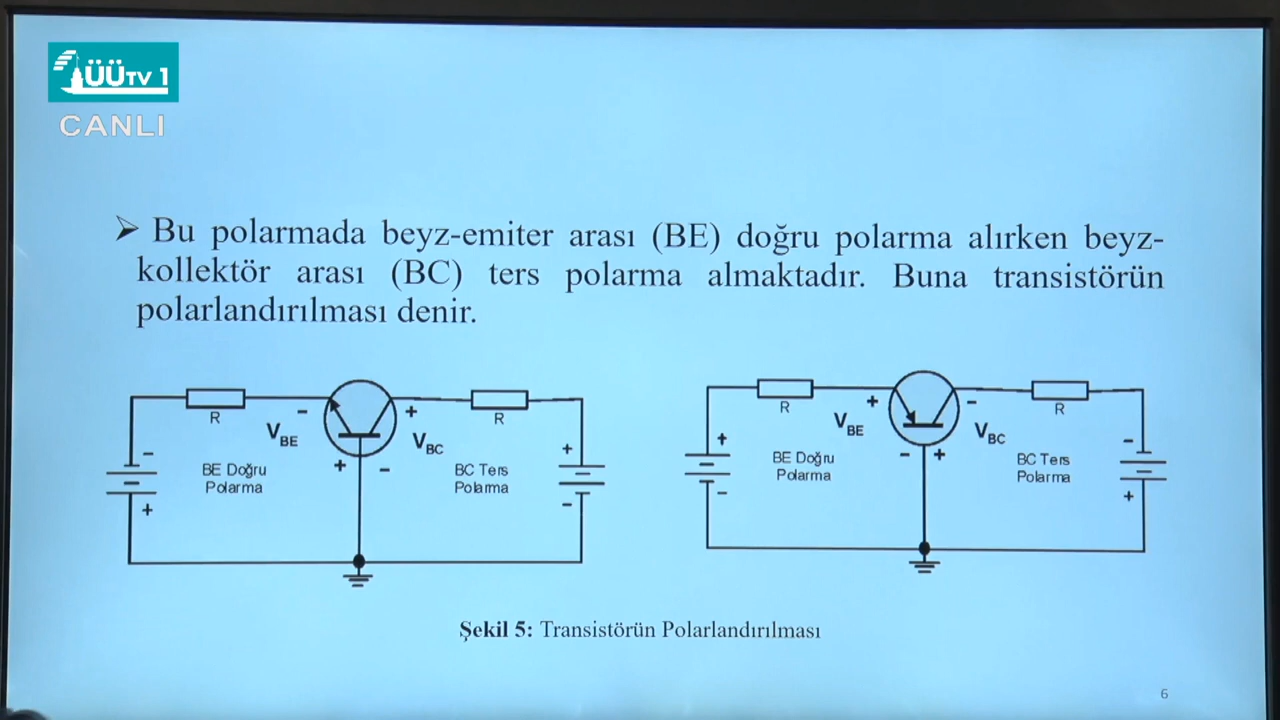 ÜÜTV 1
CANLI
➢ Bu polarmada beyz-emiter arası (BE) doğru polarma alırken beyz-
kollektör arası (BC) ters polarma almaktadır. Buna transistörün
polarlandırılması denir.
R
VBE
BE Doğru
Polarma
-
+
-
+
+
-
VBC
R
BC Ters
Polarma
+
-
R
VBE
BE Doğru
Polarma
+
-
+
-
-
+
VBC
R
BC Ters
Polarma
-
+
Şekil 5: Transistörün Polarlandırılması
6